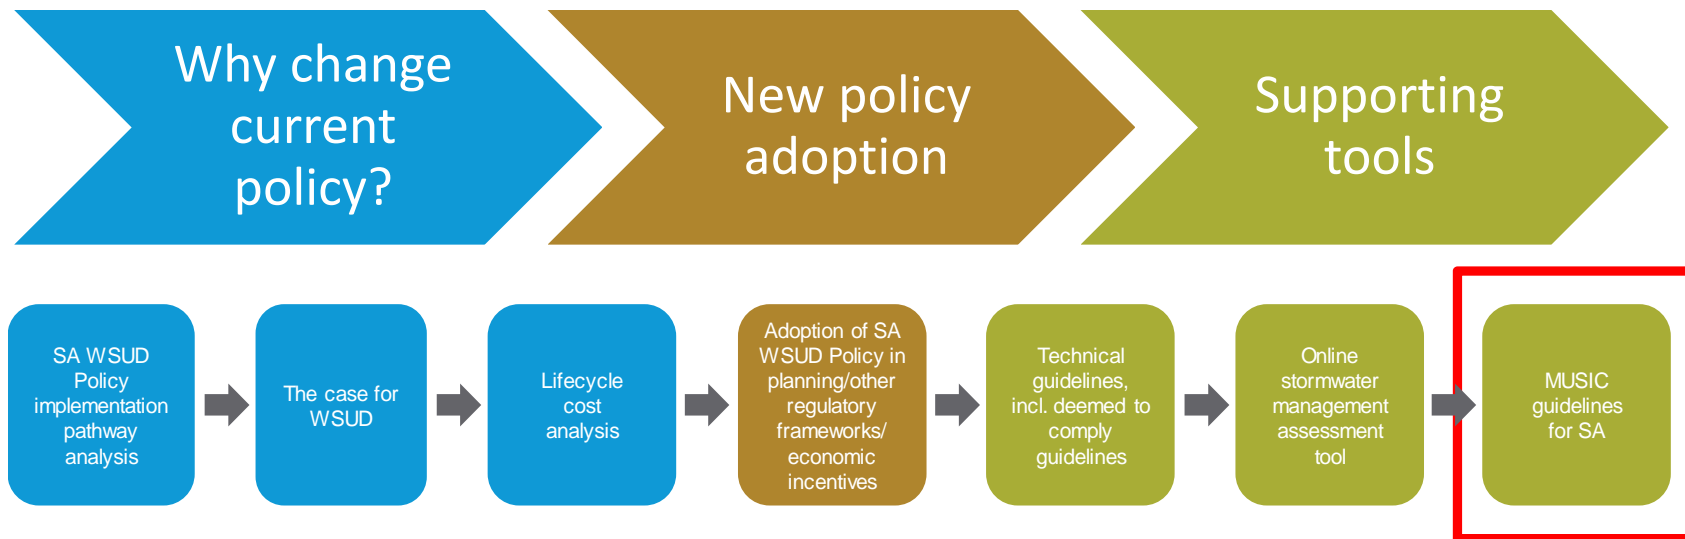 Why change
current
policy?
New policy
adoption
Supporting
tools
SA WSUD
Policy
implementation
pathway
analysis
The case for
WSUD
Lifecycle
cost
analysis
Adoption of SA
WSUD Policy in
planning/other
regulatory
frameworks/
economic
incentives
Technical
guidelines,
incl. deemed to
comply
guidelines
Online
stormwater
management
assessment
tool
MUSIC
guidelines
for SA